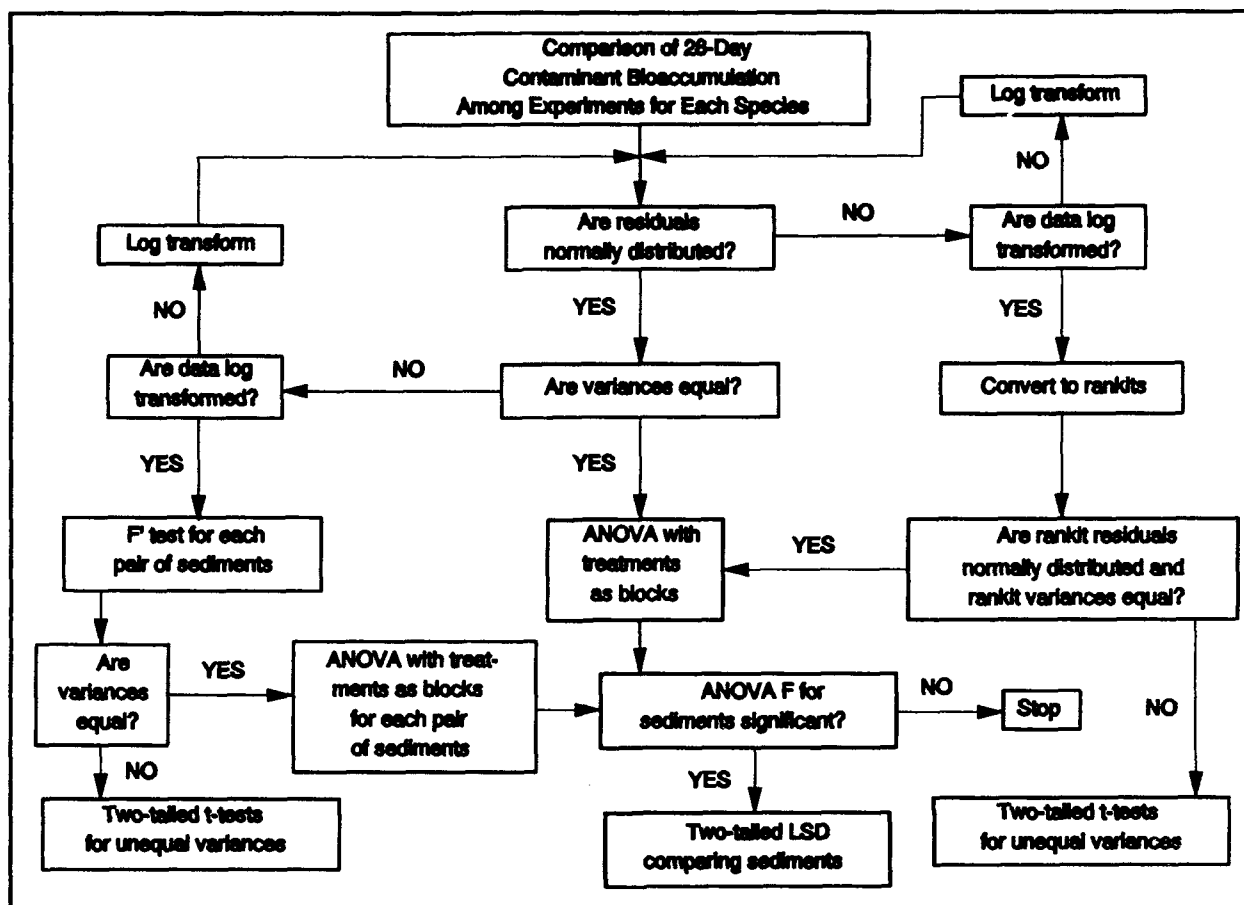 Comparison of 28-Day
Contaminant Bioaccumulation
Among Experiments for Each Species
Log transform
NO
Are residuals
normally distributed?
NO
Are data log
transformed?
Log transform
NO
YES
YES
Are data log
transformed?
NO
Are variances equal?
Convert to rankits
YES
YES
F' test for each
pair of sediments
ANOVA with
treatments
as blocks
YES
Are rankit residuals
normally distributed and
rankit variances equal?
Are
variances
equal?
YES
ANOVA with treat-
ments as blocks
for each pair
of sediments
ANOVA F for
sediments significant?
NO
Stop
NO
NO
YES
Two-tailed t-tests
for unequal variances
Two-tailed LSD
comparing sediments
Two-tailed t-tests
for unequal variances